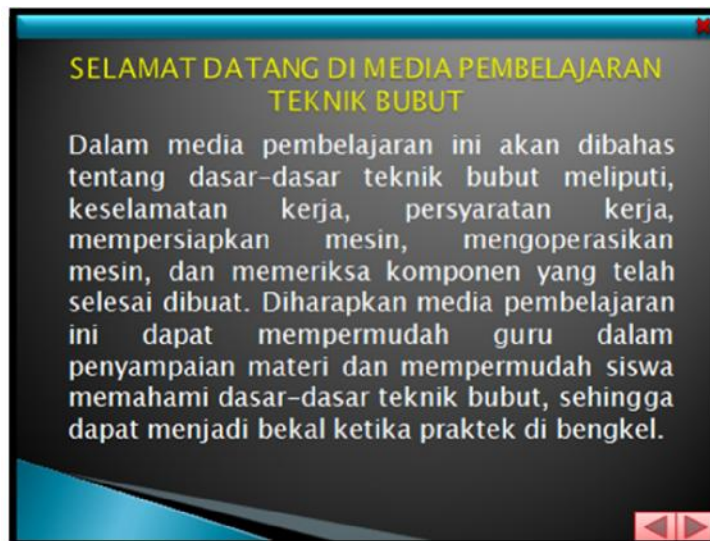 SELAMAT DATANG DI MEDIA PEMBELAJARAN
TEKNIK BUBUT
Dalam media pembelajaran ini akan dibahas
tentang dasar-dasar teknik bubut meliputi,
keselamatan kerja, persyaratan kerja,
mempersiapkan mesin, mengoperasikan
mesin, dan memeriksa komponen yang telah
selesai dibuat. Diharapkan media pembelajaran
ini dapat mempermudah guru dalam
penyampaian materi dan mempermudah siswa
memahami dasar-dasar teknik bubut, sehingga
dapat menjadi bekal ketika praktek di bengkel.